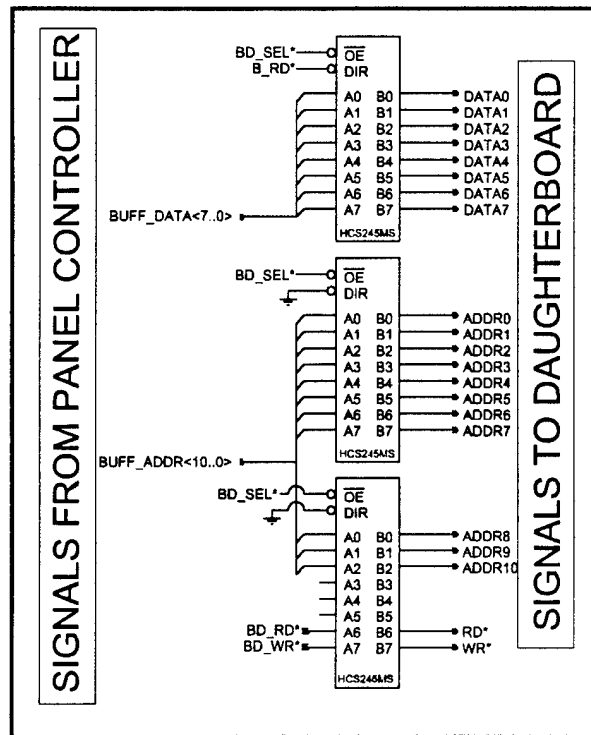 SIGNALS FROM PANEL CONTROLLER
BD_SEL*
B_RD*
OE
DIR
A0 B0 DATA0
A1 B1 DATA1
A2 B2 DATA2
A3 B3 DATA3
A4 B4 DATA4
A5 B5 DATA5
A6 B6 DATA6
A7 B7 DATA7
BUFF_DATA<7..0>
HCS245MS
BD_SEL*
OE
DIR
A0 B0 ADDR0
A1 B1 ADDR1
A2 B2 ADDR2
A3 B3 ADDR3
A4 B4 ADDR4
A5 B5 ADDR5
A6 B6 ADDR6
A7 B7 ADDR7
HCS245MS
BUFF_ADDR<10..0>
BD_SEL*
OE
DIR
A0 B0 ADDR8
A1 B1 ADDR9
A2 B2 ADDR10
A3 B3
A4 B4
A5 B5
BD_RD* A6 B6 RD*
BD_WR* A7 B7 WR*
HCS245MS
SIGNALS TO DAUGHTERBOARD